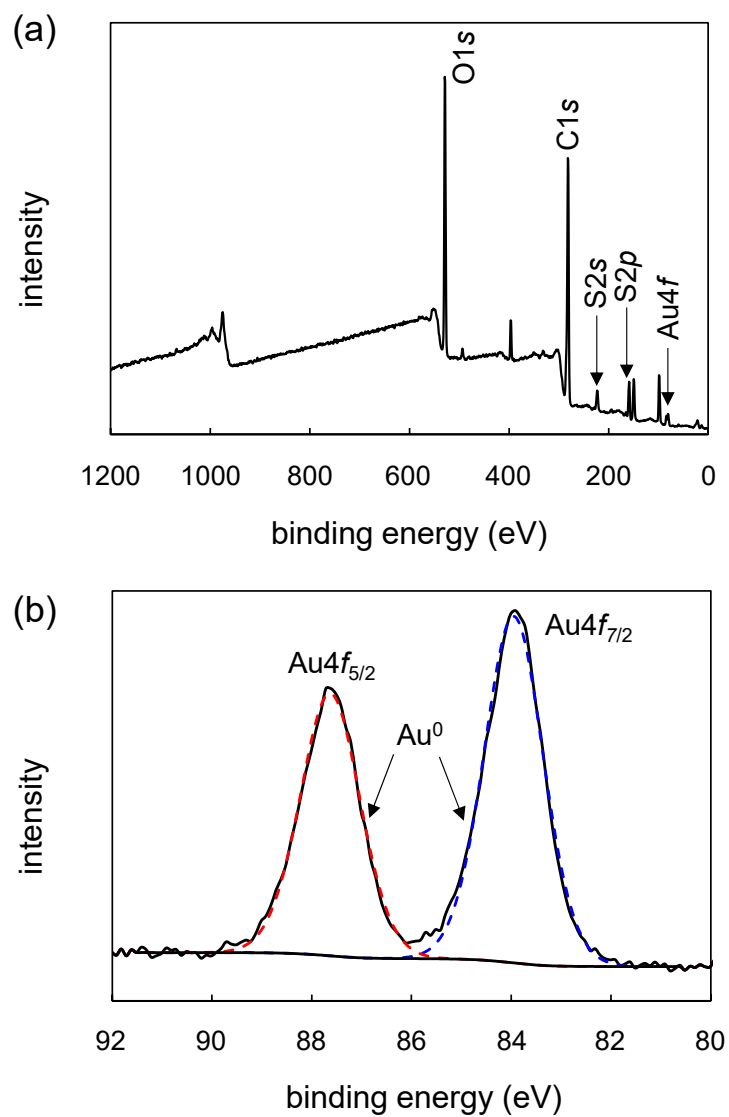 (a)
O1s
C1s
S2s
S2p
Au4f
intensity
1200 1000 800 600 400 200 0
binding energy (eV)
(b)
Au4f7/2
Au4f5/2
Au⁰
intensity
92 90 88 86 84 82 80
binding energy (eV)